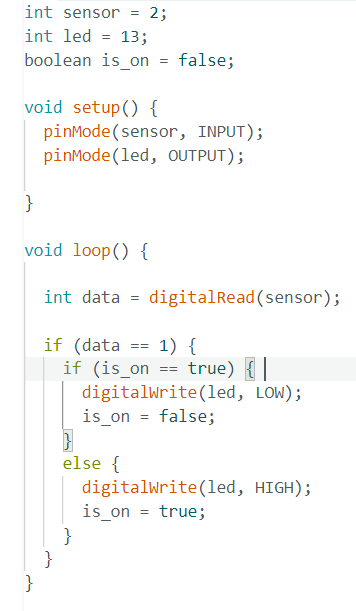 int sensor = 2;
int led = 13;
boolean is_on = false;

void setup() {
  pinMode(sensor, INPUT);
  pinMode(led, OUTPUT);

}

void loop() {

  int data = digitalRead(sensor);

  if (data == 1) {
    if (is_on == true) {
      digitalWrite(led, LOW);
      is_on = false;
    }
    else {
      digitalWrite(led, HIGH);
      is_on = true;
    }
  }
}